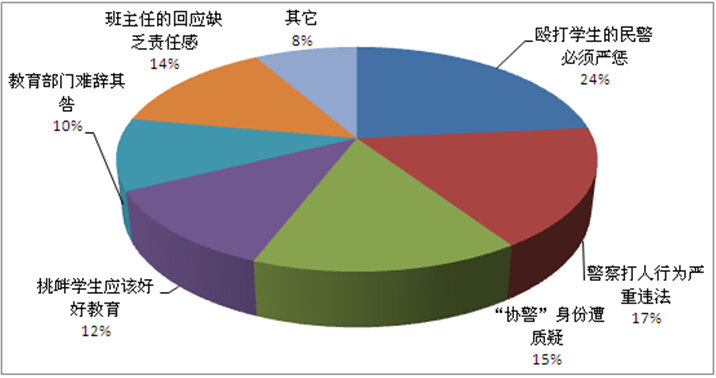 殴打学生的民警
必须严惩
24%
警察打人行为严
重违法
17%
“协警”身份遭
质疑
15%
挑衅学生应该好
好教育
12%
教育部门难辞其
咎
10%
班主任的回应缺
乏责任感
14%
其它
8%